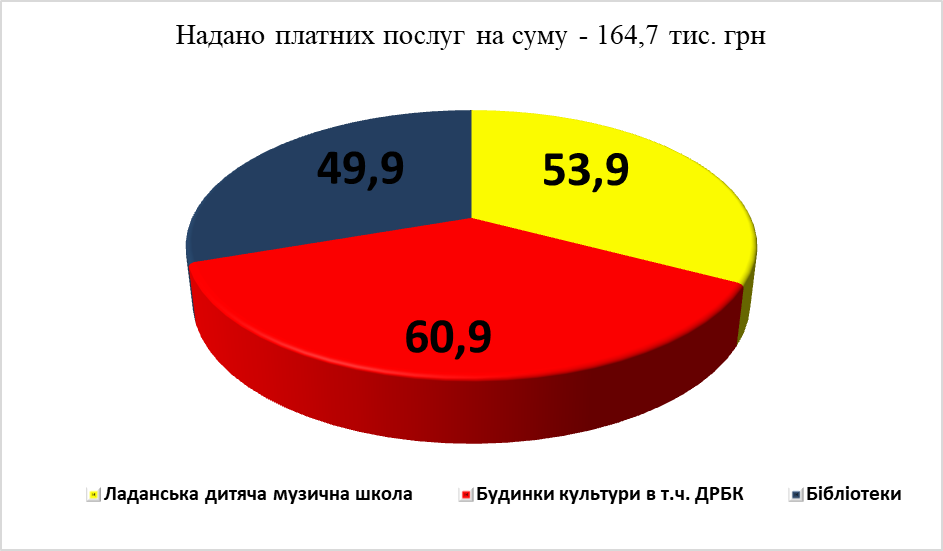 Надано платних послуг на суму - 164,7 тис. грн
49,9
53,9
60,9
Ладанська дитяча музична школа
Будинки культури в т.ч. ДРБК
Бібліотеки